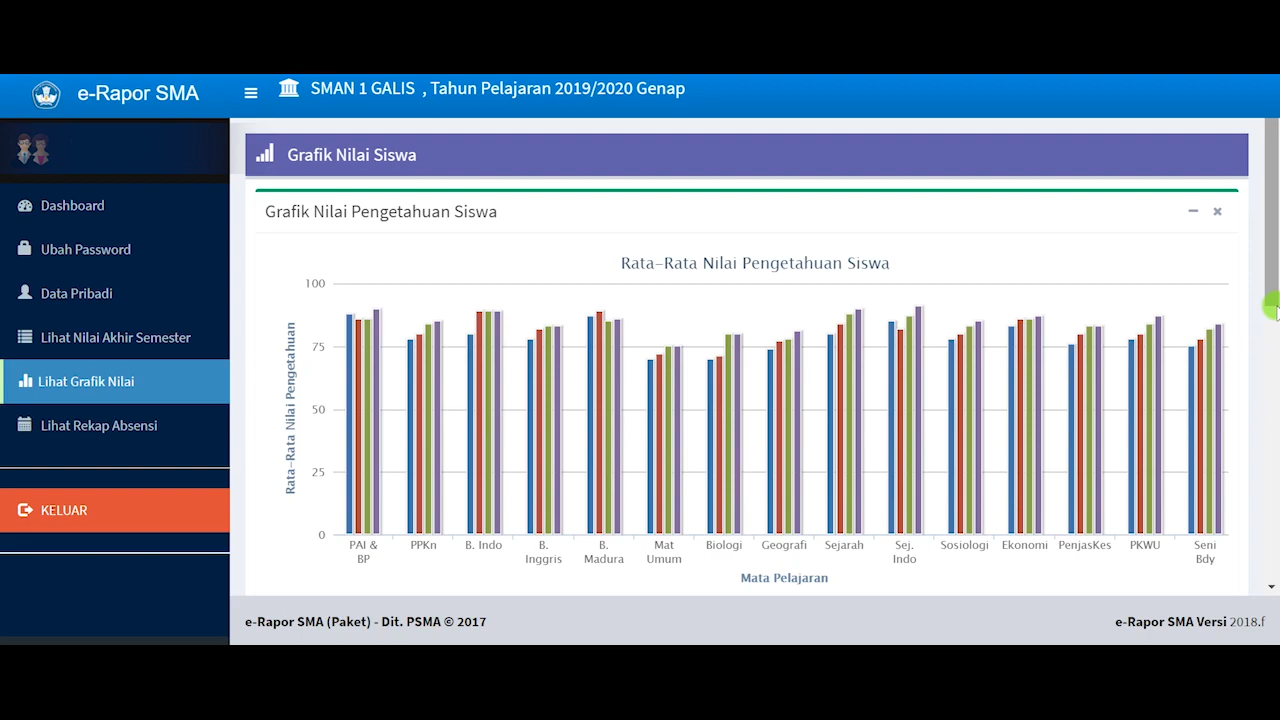 e-Rapor SMA
SMAN 1 GALIS , Tahun Pelajaran 2019/2020 Genap
Dashboard
Ubah Password
Data Pribadi
Lihat Nilai Akhir Semester
Lihat Grafik Nilai
Lihat Rekap Absensi
KELUAR
Grafik Nilai Siswa
Grafik Nilai Pengetahuan Siswa
Rata-Rata Nilai Pengetahuan Siswa
Rata-Rata Nilai Pengetahuan
100
75
50
25
0
PAI & BP
PPKn
B. Indo
B. Inggris
B. Madura
Mat Umum
Biologi
Geografi
Sejarah
Sej. Indo
Sosiologi
Ekonomi
PenjasKes
PKWU
Seni Bdy
Mata Pelajaran
e-Rapor SMA (Paket) - Dit. PSMA © 2017
e-Rapor SMA Versi 2018.f